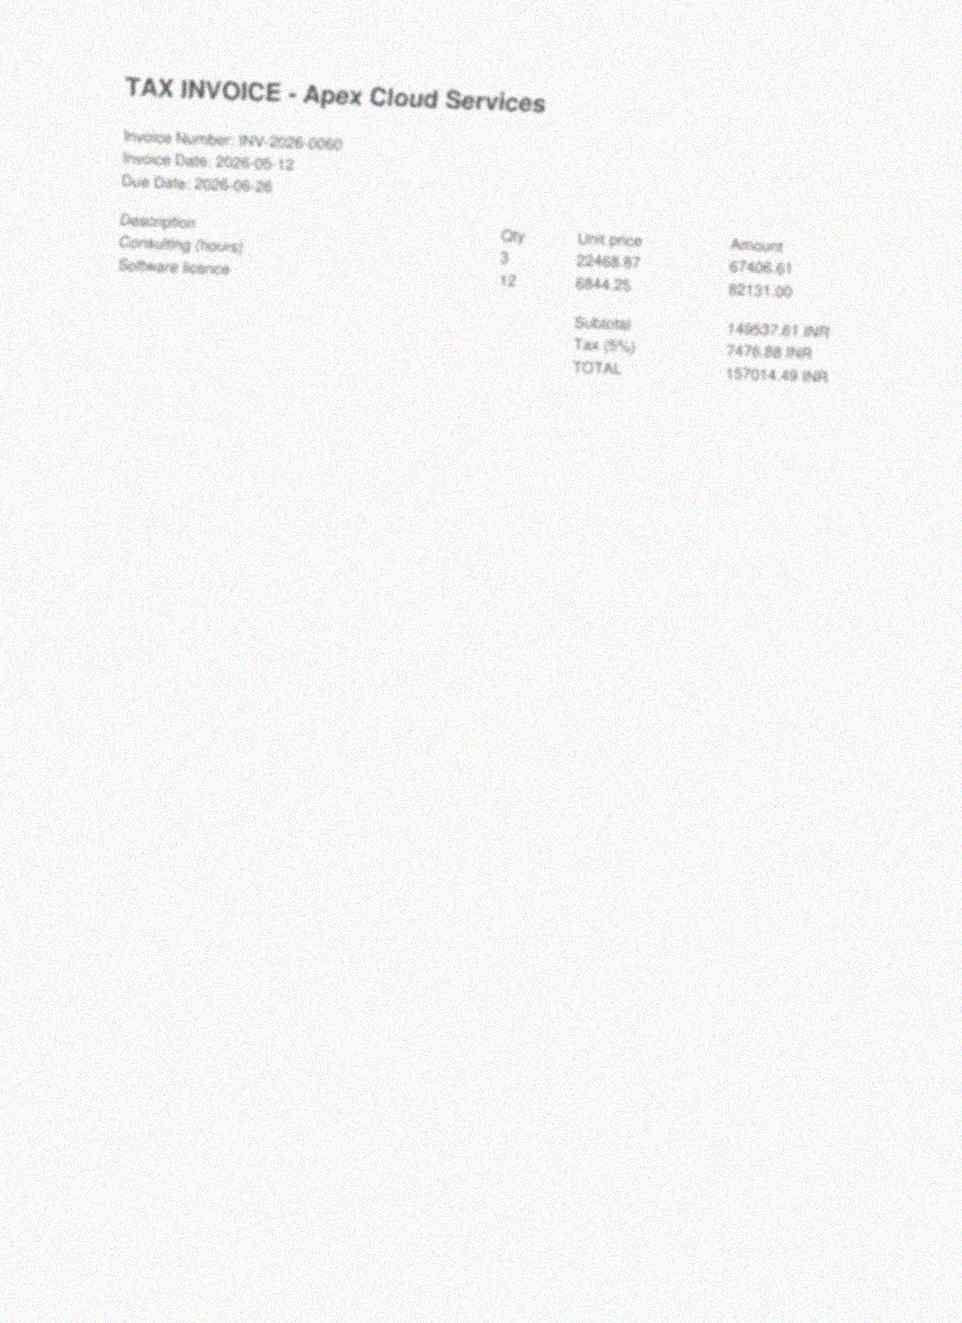 TAX INVOICE - Apex Cloud Services
Invoice Number: INV-2026-0060
Invoice Date: 2026-05-12
Due Date: 2026-06-26
Description Qty Unit price Amount
Consulting (hours) 3 22468.87 67406.61
Software licence 12 6844.25 82131.00
Subtotal 149537.61 INR
Tax (5%) 7476.88 INR
TOTAL 157014.49 INR